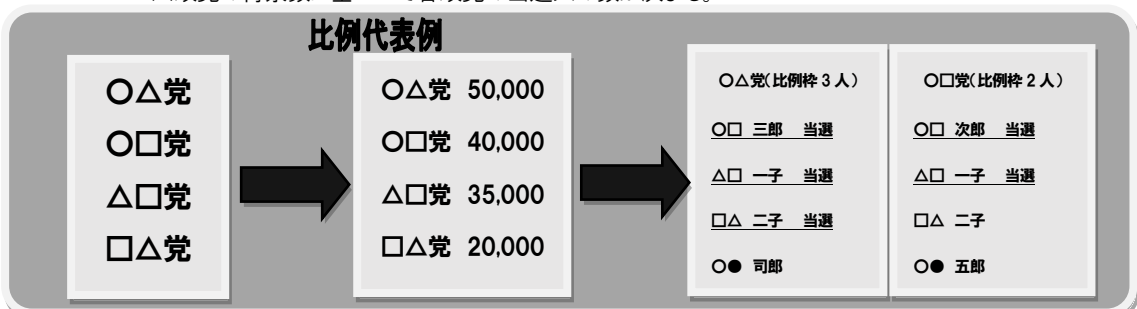 比例代表例
〇△党
〇□党
△□党
□△党
〇△党 50,000
〇□党 40,000
△□党 35,000
□△党 20,000
〇△党(比例枠3人)
〇□ 三郎 当選
△□ 一子 当選
□△ 二子 当選
〇● 司郎
〇□党(比例枠2人)
〇□ 次郎 当選
△□ 一子 当選
□△ 二子
〇● 五郎